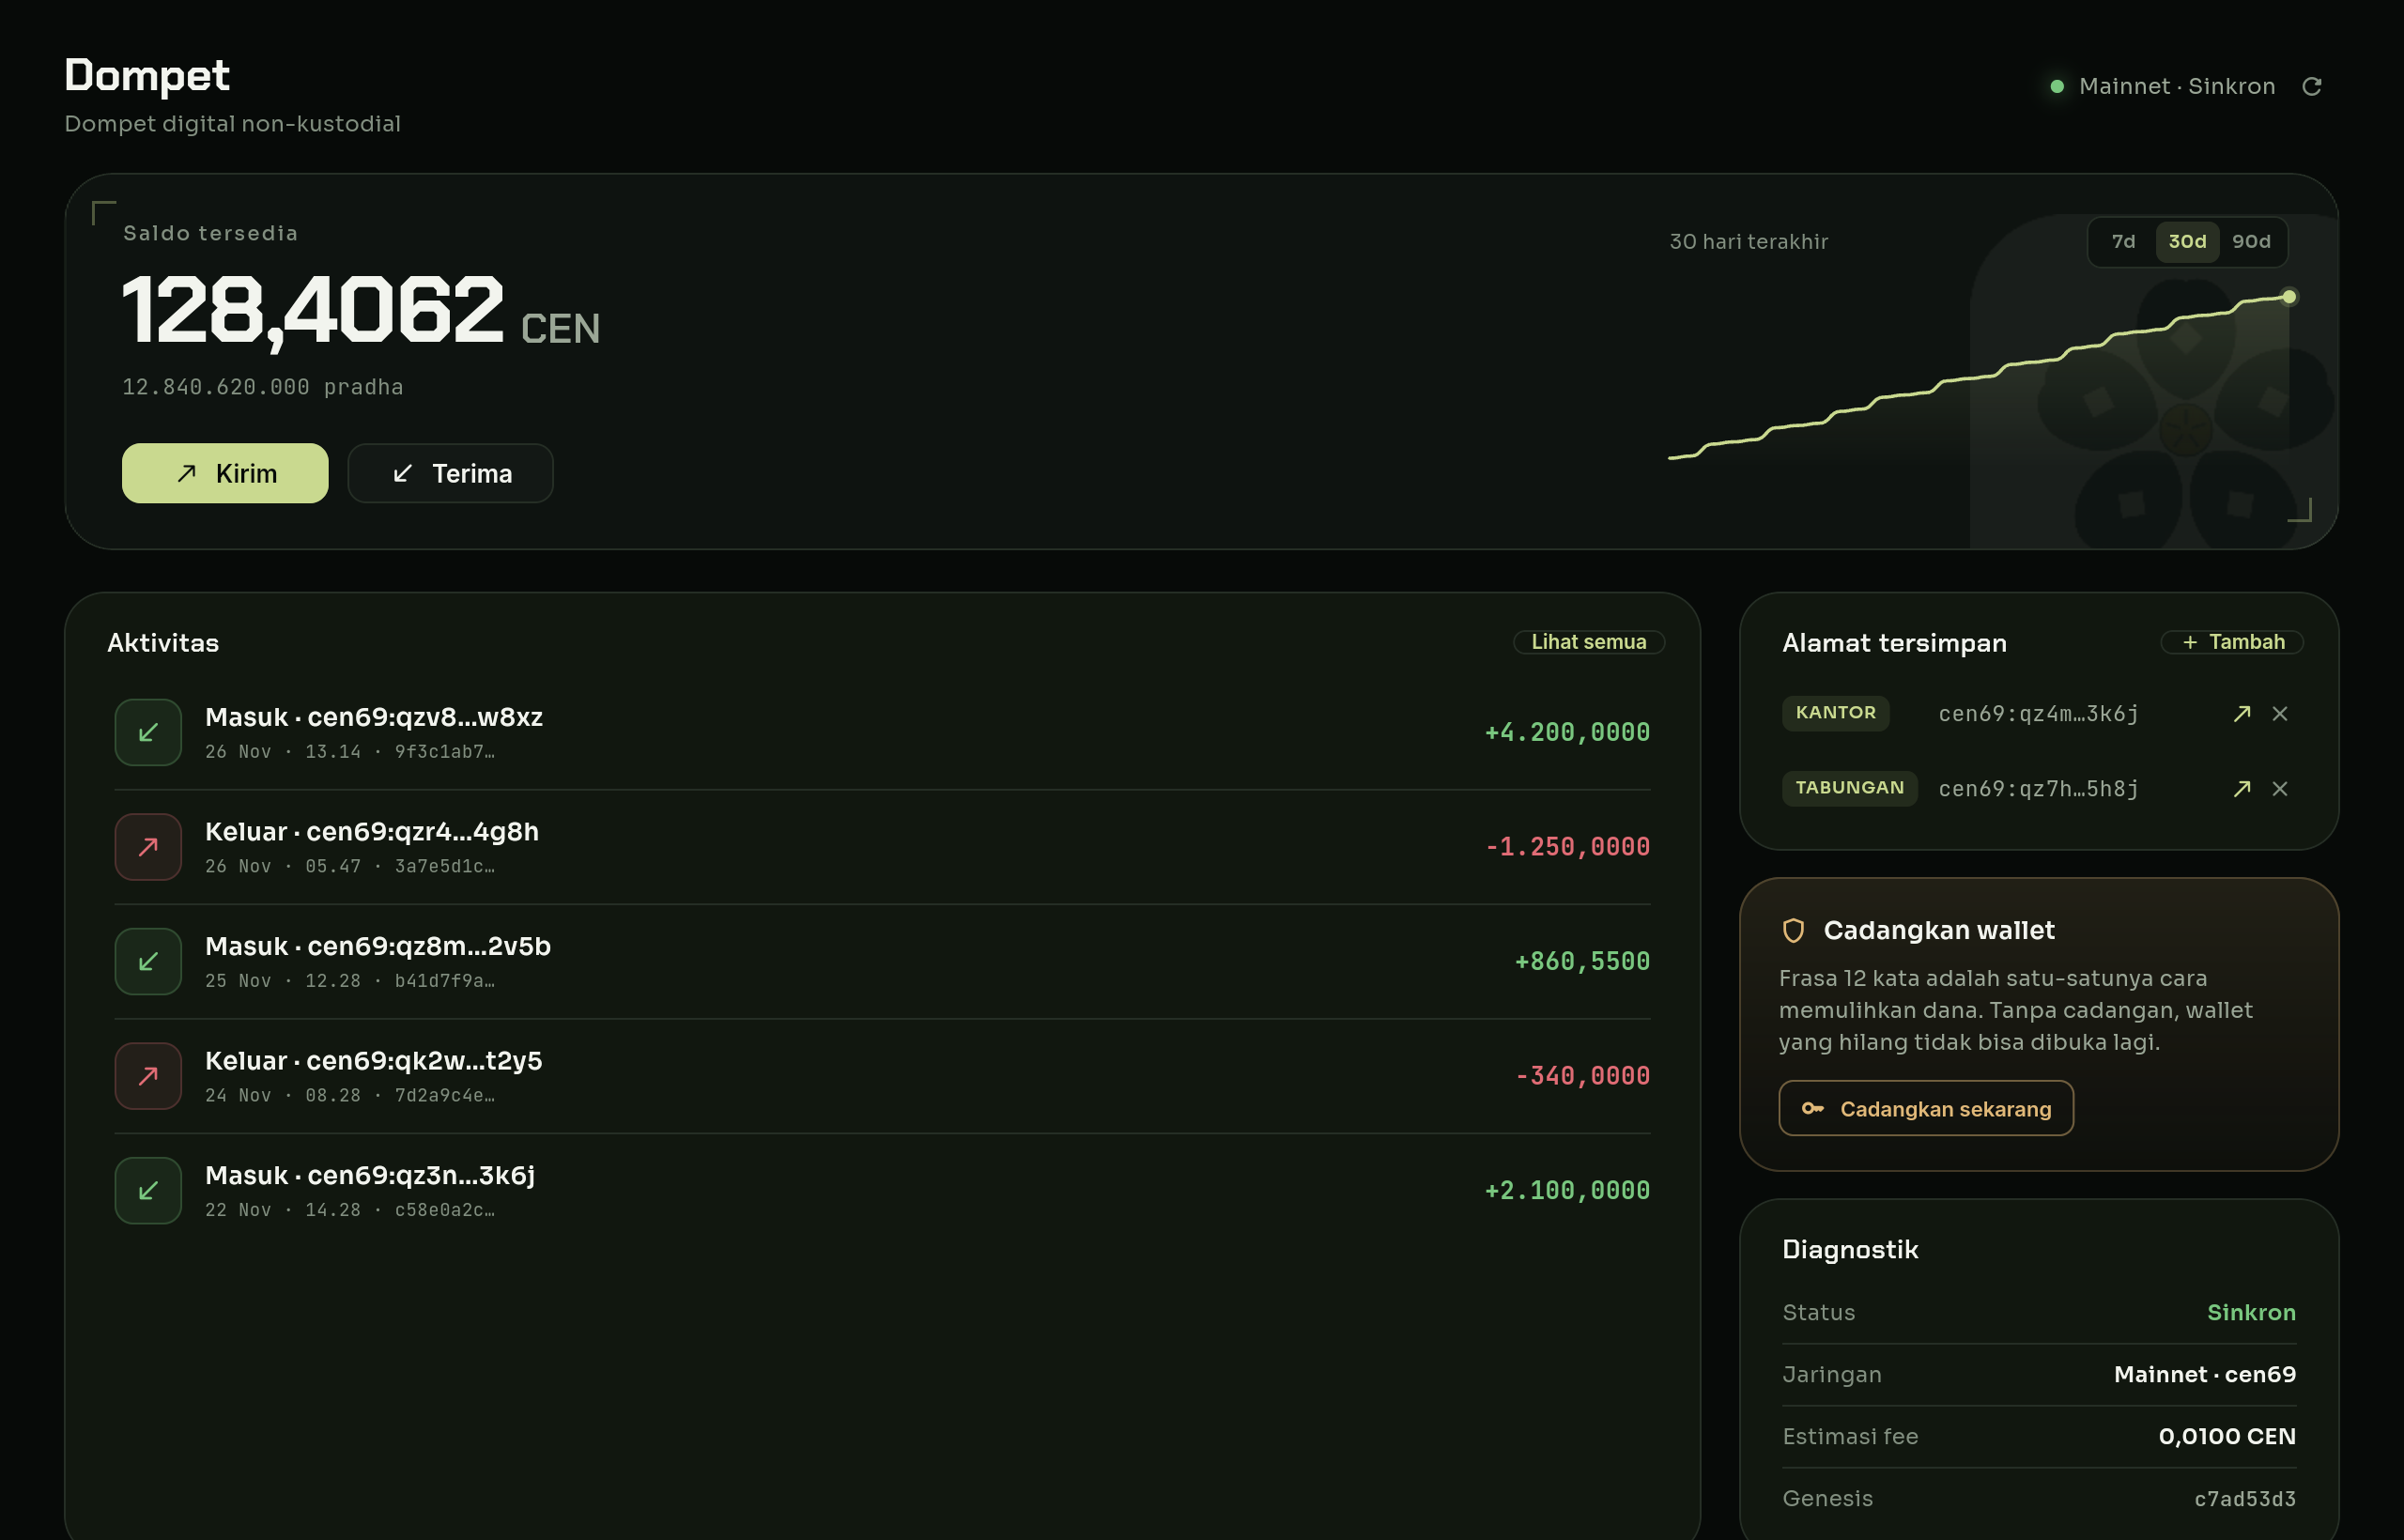 Dompet
Dompet digital non-kustodial
Mainnet · Sinkron
Saldo tersedia
128,4062 CEN
12.840.620.000 pradha
Kirim
Terima
30 hari terakhir
7d 30d 90d
Aktivitas
Lihat semua
Masuk · cen69:qzv8…w8xz
26 Nov · 13.14 · 9f3c1ab7…
+4.200,0000
Keluar · cen69:qzr4…4g8h
26 Nov · 05.47 · 3a7e5d1c…
-1.250,0000
Masuk · cen69:qz8m…2v5b
25 Nov · 12.28 · b41d7f9a…
+860,5500
Keluar · cen69:qk2w…t2y5
24 Nov · 08.28 · 7d2a9c4e…
-340,0000
Masuk · cen69:qz3n…3k6j
22 Nov · 14.28 · c58e0a2c…
+2.100,0000
Alamat tersimpan
+ Tambah
KANTOR cen69:qz4m…3k6j
TABUNGAN cen69:qz7h…5h8j
Cadangkan wallet
Frasa 12 kata adalah satu-satunya cara
memulihkan dana. Tanpa cadangan, wallet
yang hilang tidak bisa dibuka lagi.
Cadangkan sekarang
Diagnostik
Status Sinkron
Jaringan Mainnet · cen69
Estimasi fee 0,0100 CEN
Genesis c7ad53d3